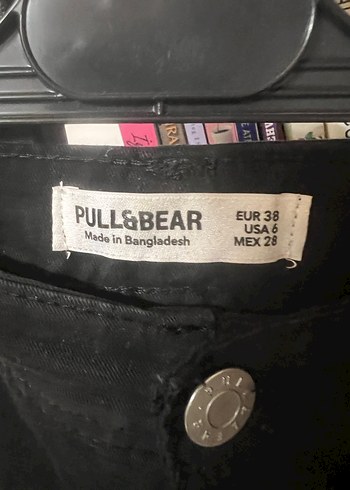 PULL&BEAR
Made in Bangladesh
EUR 38
USA 6
MEX 28